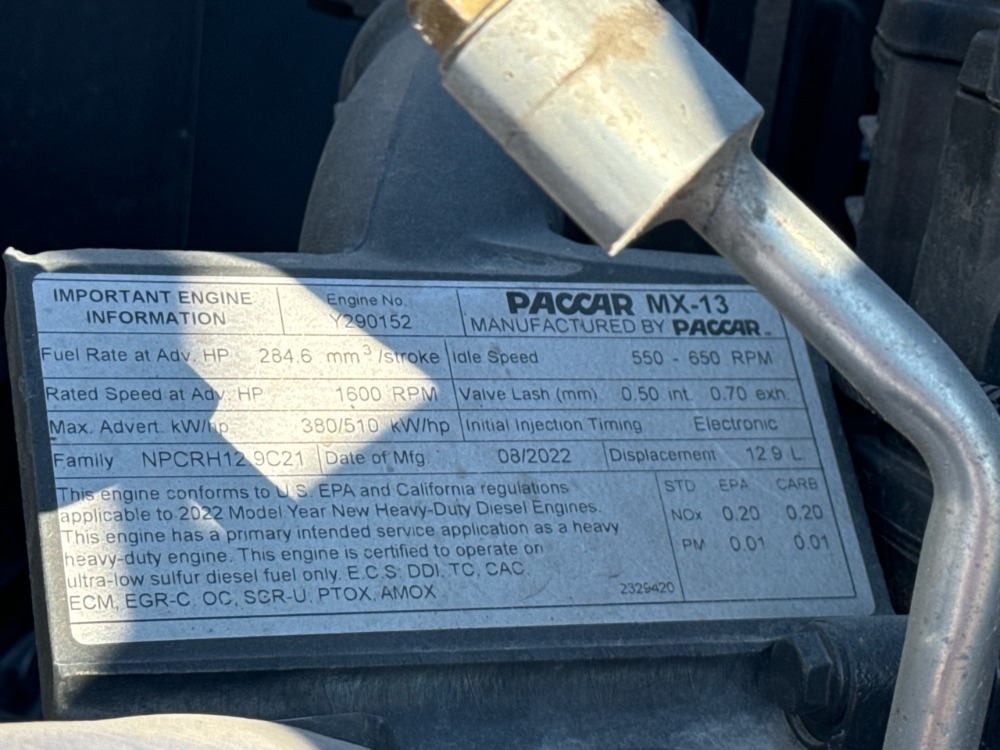 IMPORTANT ENGINE INFORMATION
Engine No. Y290152
PACCAR MX-13
MANUFACTURED BY PACCAR
Fuel Rate at Adv. HP 284.6 mm³/stroke
Idle Speed 550 - 650 RPM
Rated Speed at Adv. HP 1600 RPM
Valve Lash (mm) 0.50 int. 0.70 exh.
Max. Advert. kW/hp 380/510 kW/hp
Initial Injection Timing Electronic
Family NPCRH12.9C21
Date of Mfg 08/2022
Displacement 12.9 L
This engine conforms to U.S. EPA and California regulations
applicable to 2022 Model Year New Heavy-Duty Diesel Engines.
This engine has a primary intended service application as a heavy
heavy-duty engine. This engine is certified to operate on
ultra-low sulfur diesel fuel only. E.C.S: DDI, TC, CAC,
ECM, EGR-C, OC, SCR-U, PTOX, AMOX
2329420
STD EPA CARB
NOx 0.20 0.20
PM 0.01 0.01